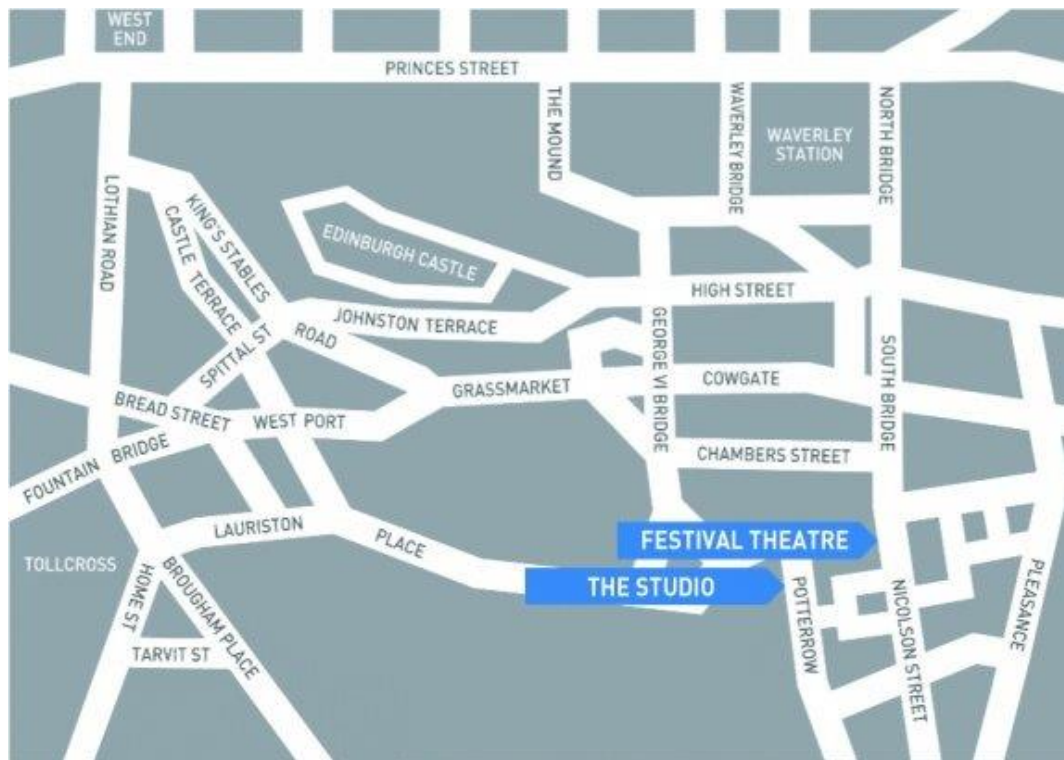 WEST
END
PRINCES STREET
THE MOUND
WAVERLEY BRIDGE
WAVERLEY
STATION
NORTH BRIDGE
LOTHIAN ROAD
KING'S STABLES
ROAD
CASTLE TERRACE
EDINBURGH CASTLE
HIGH STREET
JOHNSTON TERRACE
GEORGE VI BRIDGE
SOUTH BRIDGE
SPITTAL ST
GRASSMARKET
COWGATE
BREAD STREET
WEST PORT
FOUNTAIN BRIDGE
CHAMBERS STREET
LAURISTON PLACE
FESTIVAL THEATRE
THE STUDIO
TOLLCROSS
HOME ST
BROUGHAM PLACE
TARVIT ST
POTTERROW
NICOLSON STREET
PLEASANCE